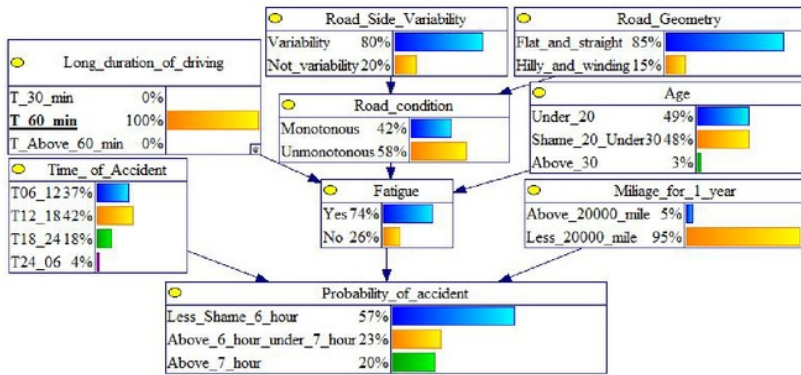 Road_Side_Variability
Variability 80%
Not_variability 20%
Road_Geometry
Flat_and_straight 85%
Hilly_and_winding 15%
Long_duration_of_driving
T_30_min 0%
T_60_min 100%
T_Above_60_min 0%
Road_condition
Monotonous 42%
Unmonotonous 58%
Age
Under_20 49%
Shame_20_Under30 48%
Above_30 3%
Time_ of_Accident
T06_12 37%
T12_18 42%
T18_24 18%
T24_06 4%
Fatigue
Yes 74%
No 26%
Miliage_for_1_year
Above_20000_mile 5%
Less_20000_mile 95%
Probability_of_accident
Less_Shame_6_hour 57%
Above_6_hour_under_7_hour 23%
Above_7_hour 20%